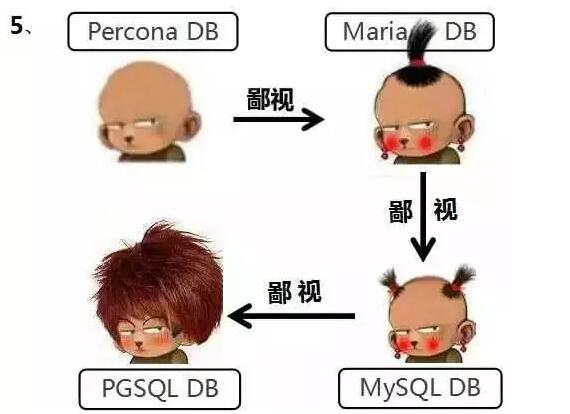 5、
Percona DB
Maria DB
鄙视
鄙 视
鄙 视
PGSQL DB
MySQL DB